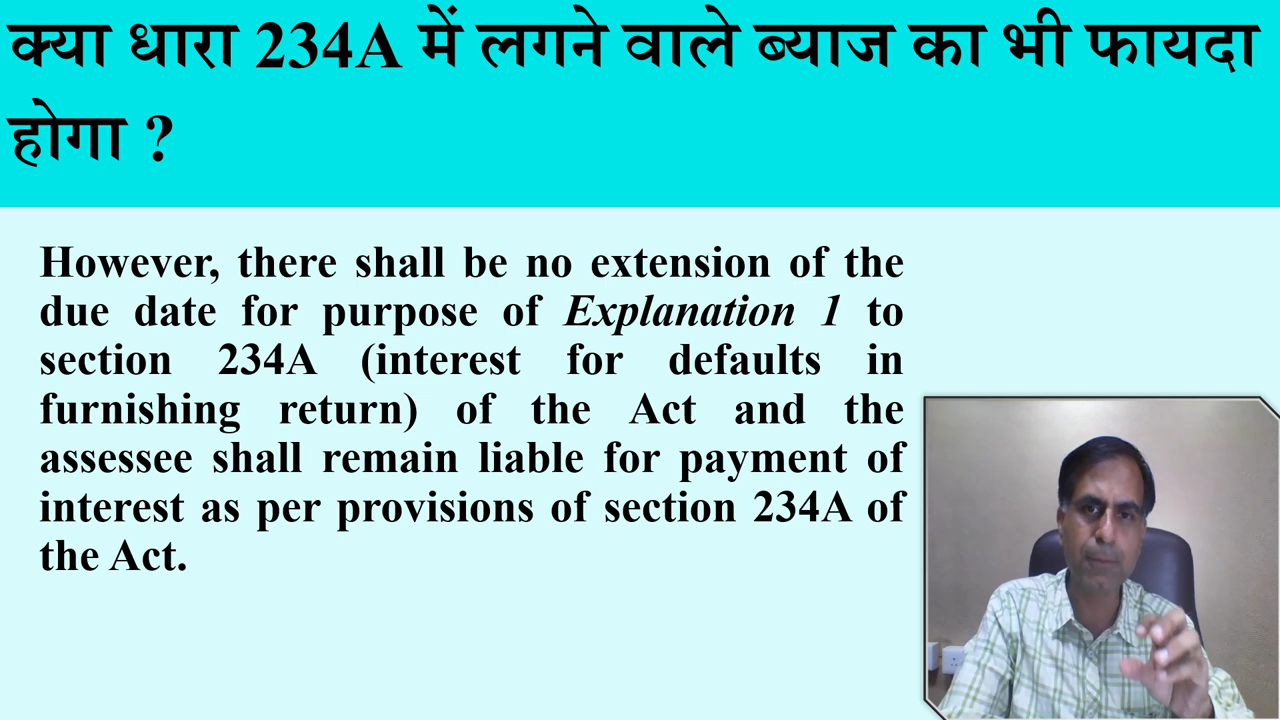 क्या धारा 234A में लगने वाले ब्याज का भी फायदा
होगा ?
However, there shall be no extension of the
due date for purpose of Explanation 1 to
section 234A (interest for defaults in
furnishing return) of the Act and the
assessee shall remain liable for payment of
interest as per provisions of section 234A of
the Act.